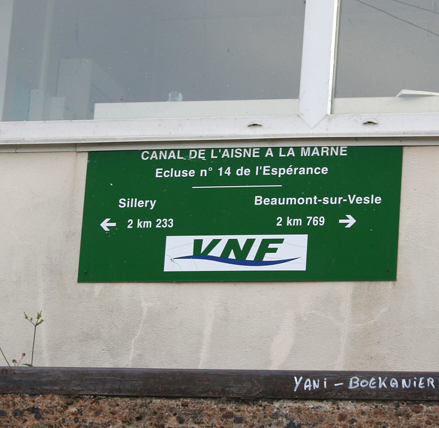 CANAL DE L'AISNE A LA MARNE
Ecluse n° 14 de l'Espérance
Sillery Beaumont-sur-Vesle
← 2 km 233 2 km 769 →
VNF
YANI - BOEKANIER